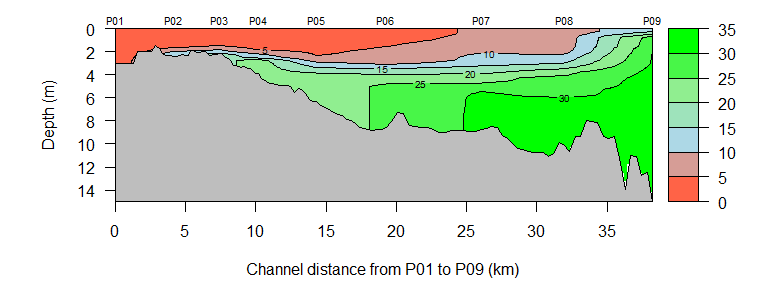 P01 P02 P03 P04 P05 P06 P07 P08 P09
0 2 4 6 8 10 12 14
Depth (m)
5 10 15 20 25 30
35 30 25 20 15 10 5 0
0 5 10 15 20 25 30 35
Channel distance from P01 to P09 (km)